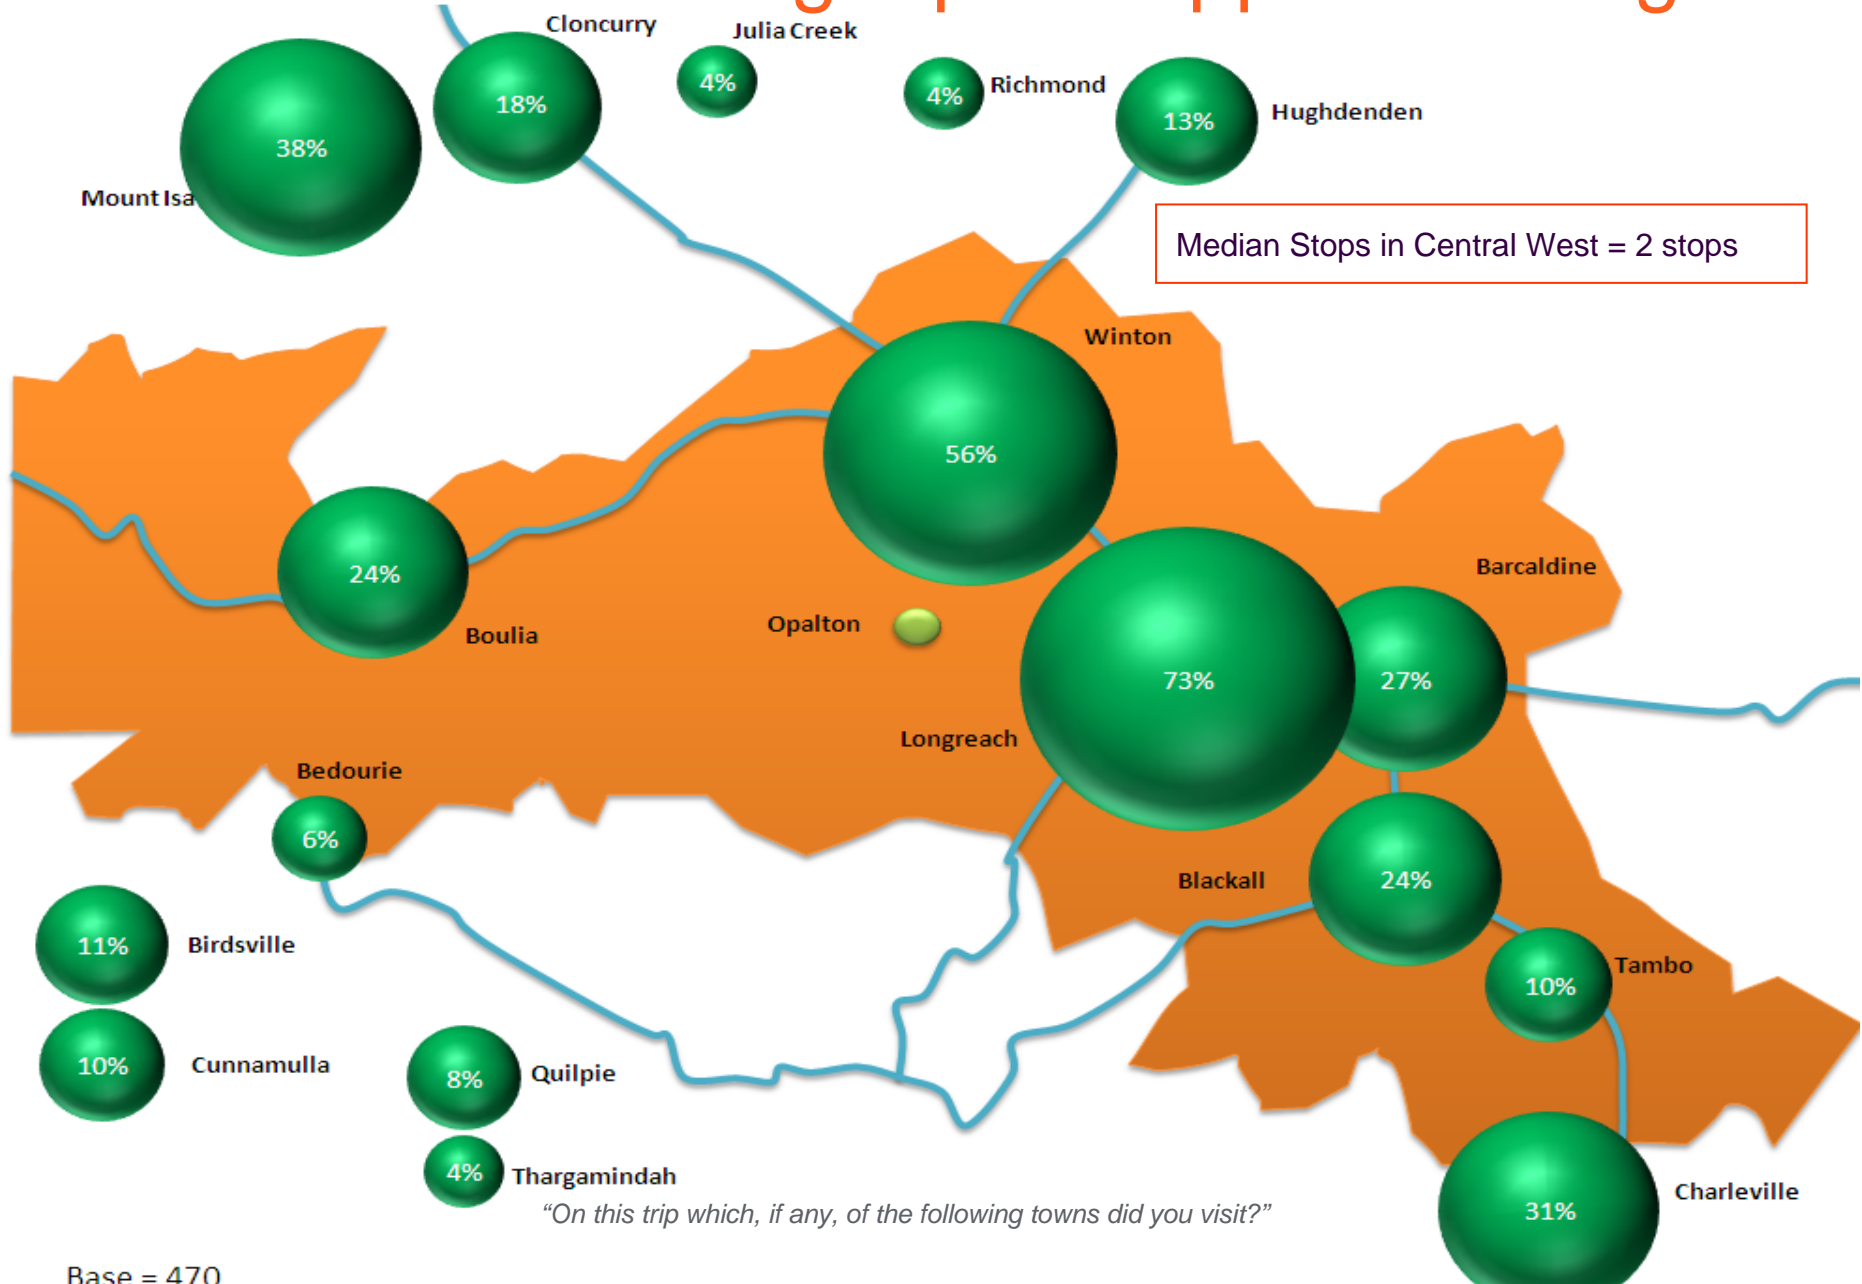 Cloncurry
Julia Creek
18%
4%
4%
Richmond
13%
Hughdenden
38%
Mount Isa
Median Stops in Central West = 2 stops
Winton
56%
24%
Boulia
Opalton
Barcaldine
73%
27%
Longreach
Bedourie
6%
Blackall
24%
11%
Birdsville
Tambo
10%
10%
Cunnamulla
8%
Quilpie
4%
Thargamindah
“On this trip which, if any, of the following towns did you visit?”
Charleville
31%
Base = 470